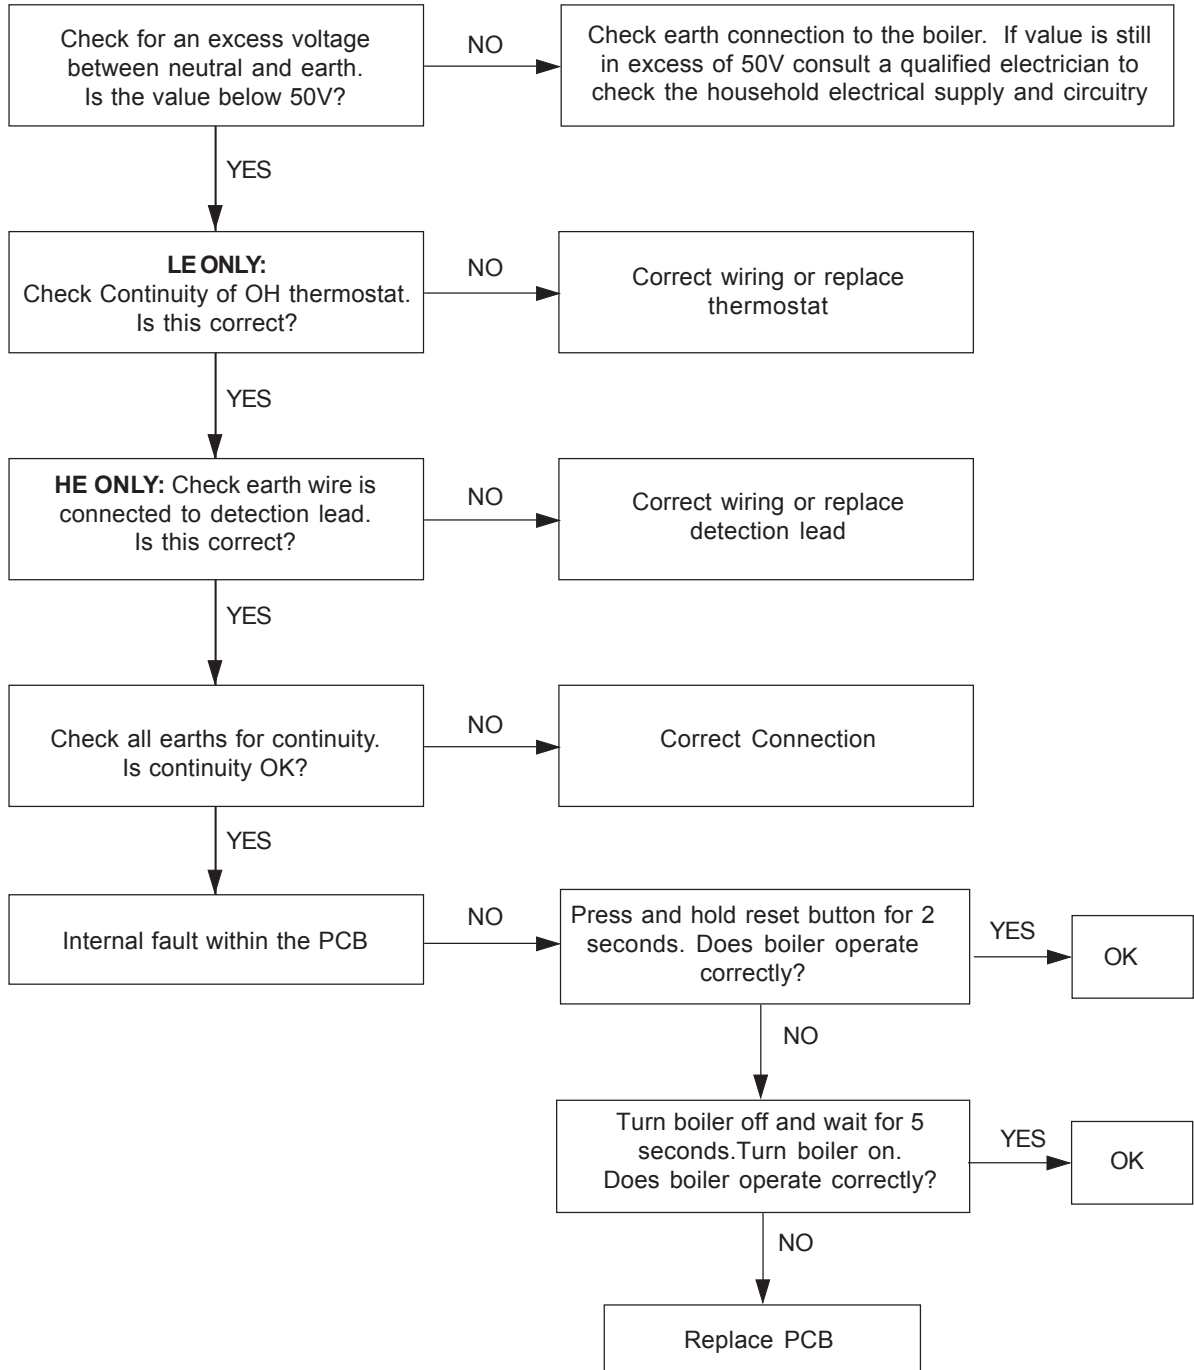 Check for an excess voltage
between neutral and earth.
Is the value below 50V?
NO
Check earth connection to the boiler. If value is still
in excess of 50V consult a qualified electrician to
check the household electrical supply and circuitry
YES
LE ONLY:
Check Continuity of OH thermostat.
Is this correct?
NO
Correct wiring or replace
thermostat
YES
HE ONLY: Check earth wire is
connected to detection lead.
Is this correct?
NO
Correct wiring or replace
detection lead
YES
Check all earths for continuity.
Is continuity OK?
NO
Correct Connection
YES
Internal fault within the PCB
NO
Press and hold reset button for 2
seconds. Does boiler operate
correctly?
YES
OK
NO
Turn boiler off and wait for 5
seconds.Turn boiler on.
Does boiler operate correctly?
YES
OK
NO
Replace PCB